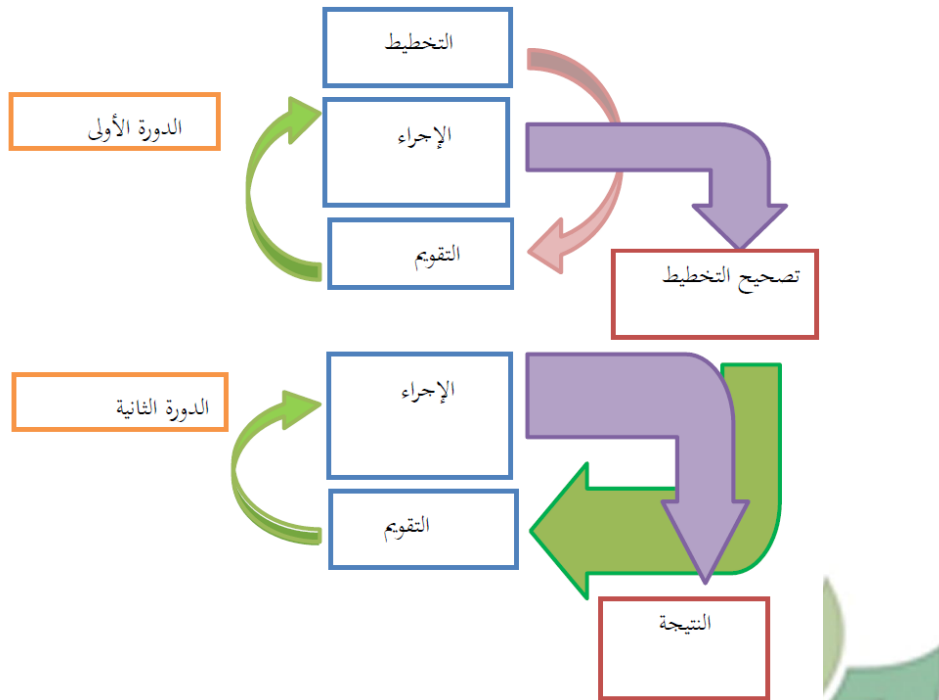 التخطيط
الدورة الأولى
الإجراء
التقويم
تصحيح التخطيط
الإجراء
الدورة الثانية
التقويم
النتيجة